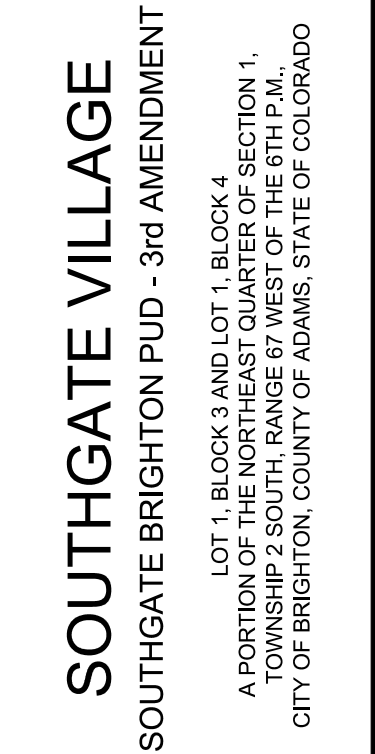 SOUTHGATE VILLAGE
SOUTHGATE BRIGHTON PUD - 3rd AMENDMENT
LOT 1, BLOCK 3 AND LOT 1, BLOCK 4
A PORTION OF THE NORTHEAST QUARTER OF SECTION 1,
TOWNSHIP 2 SOUTH, RANGE 67 WEST OF THE 6TH P.M.,
CITY OF BRIGHTON, COUNTY OF ADAMS, STATE OF COLORADO